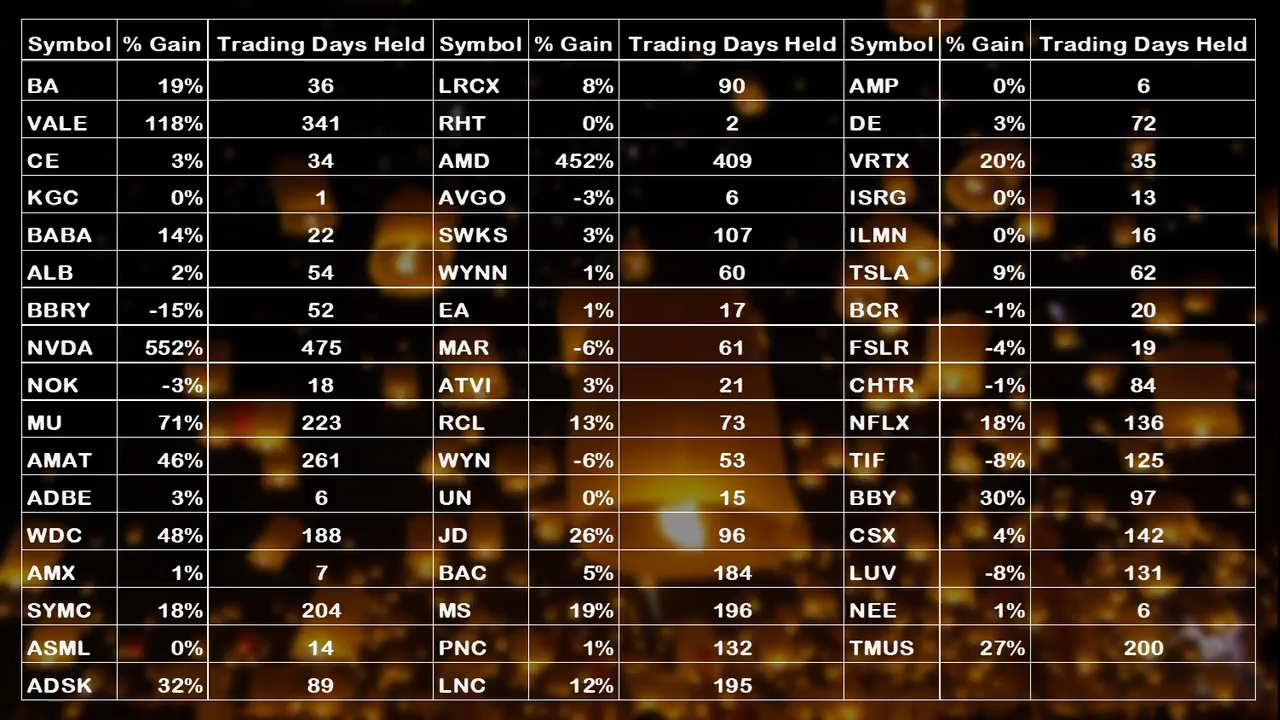 Symbol % Gain Trading Days Held Symbol % Gain Trading Days Held Symbol % Gain Trading Days Held
BA 19% 36 LRCX 8% 90 AMP 0% 6
VALE 118% 341 RHT 0% 2 DE 3% 72
CE 3% 34 AMD 452% 409 VRTX 20% 35
KGC 0% 1 AVGO -3% 6 ISRG 0% 13
BABA 14% 22 SWKS 3% 107 ILMN 0% 16
ALB 2% 54 WYNN 1% 60 TSLA 9% 62
BBRY -15% 52 EA 1% 17 BCR -1% 20
NVDA 552% 475 MAR -6% 61 FSLR -4% 19
NOK -3% 18 ATVI 3% 21 CHTR -1% 84
MU 71% 223 RCL 13% 73 NFLX 18% 136
AMAT 46% 261 WYN -6% 53 TIF -8% 125
ADBE 3% 6 UN 0% 15 BBY 30% 97
WDC 48% 188 JD 26% 96 CSX 4% 142
AMX 1% 7 BAC 5% 184 LUV -8% 131
SYMC 18% 204 MS 19% 196 NEE 1% 6
ASML 0% 14 PNC 1% 132 TMUS 27% 200
ADSK 32% 89 LNC 12% 195